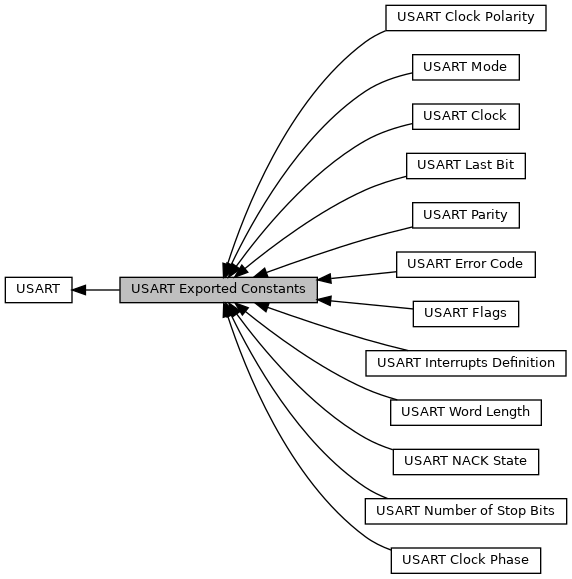 USART Clock Polarity
USART Mode
USART Clock
USART Last Bit
USART Parity
USART Error Code
USART
USART Exported Constants
USART Flags
USART Interrupts Definition
USART Word Length
USART NACK State
USART Number of Stop Bits
USART Clock Phase